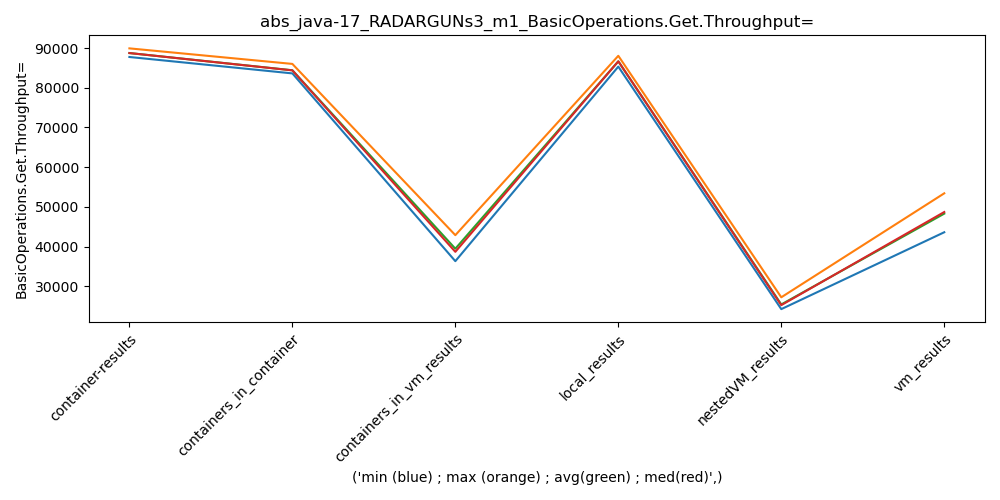 abs_java-17_RADARGUNs3_m1_BasicOperations.Get.Throughput=
BasicOperations.Get.Throughput=
90000
80000
70000
60000
50000
40000
30000
container-results
containers_in_container
containers_in_vm_results
local_results
nestedVM_results
vm_results
('min (blue) ; max (orange) ; avg(green) ; med(red)',)